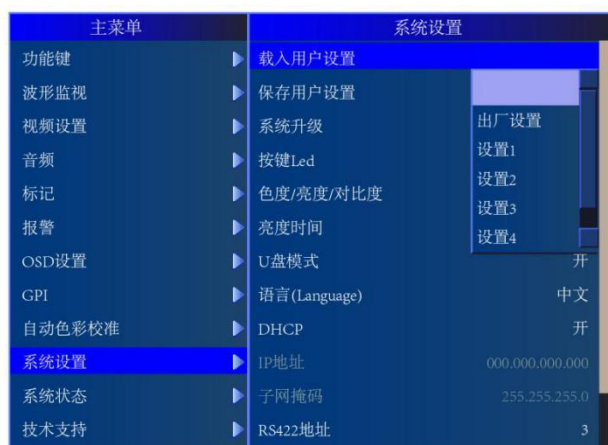 主菜单
功能键
波形监视
视频设置
音频
标记
报警
OSD设置
GPI
自动色彩校准
系统设置
系统状态
技术支持
系统设置
载入用户设置
保存用户设置
系统升级
按键Led
色度/亮度/对比度
亮度时间
U盘模式 开
语言(Language) 中文
DHCP 开
IP地址 000.000.000.000
子网掩码 255.255.255.0
RS422地址 3
出厂设置
设置1
设置2
设置3
设置4